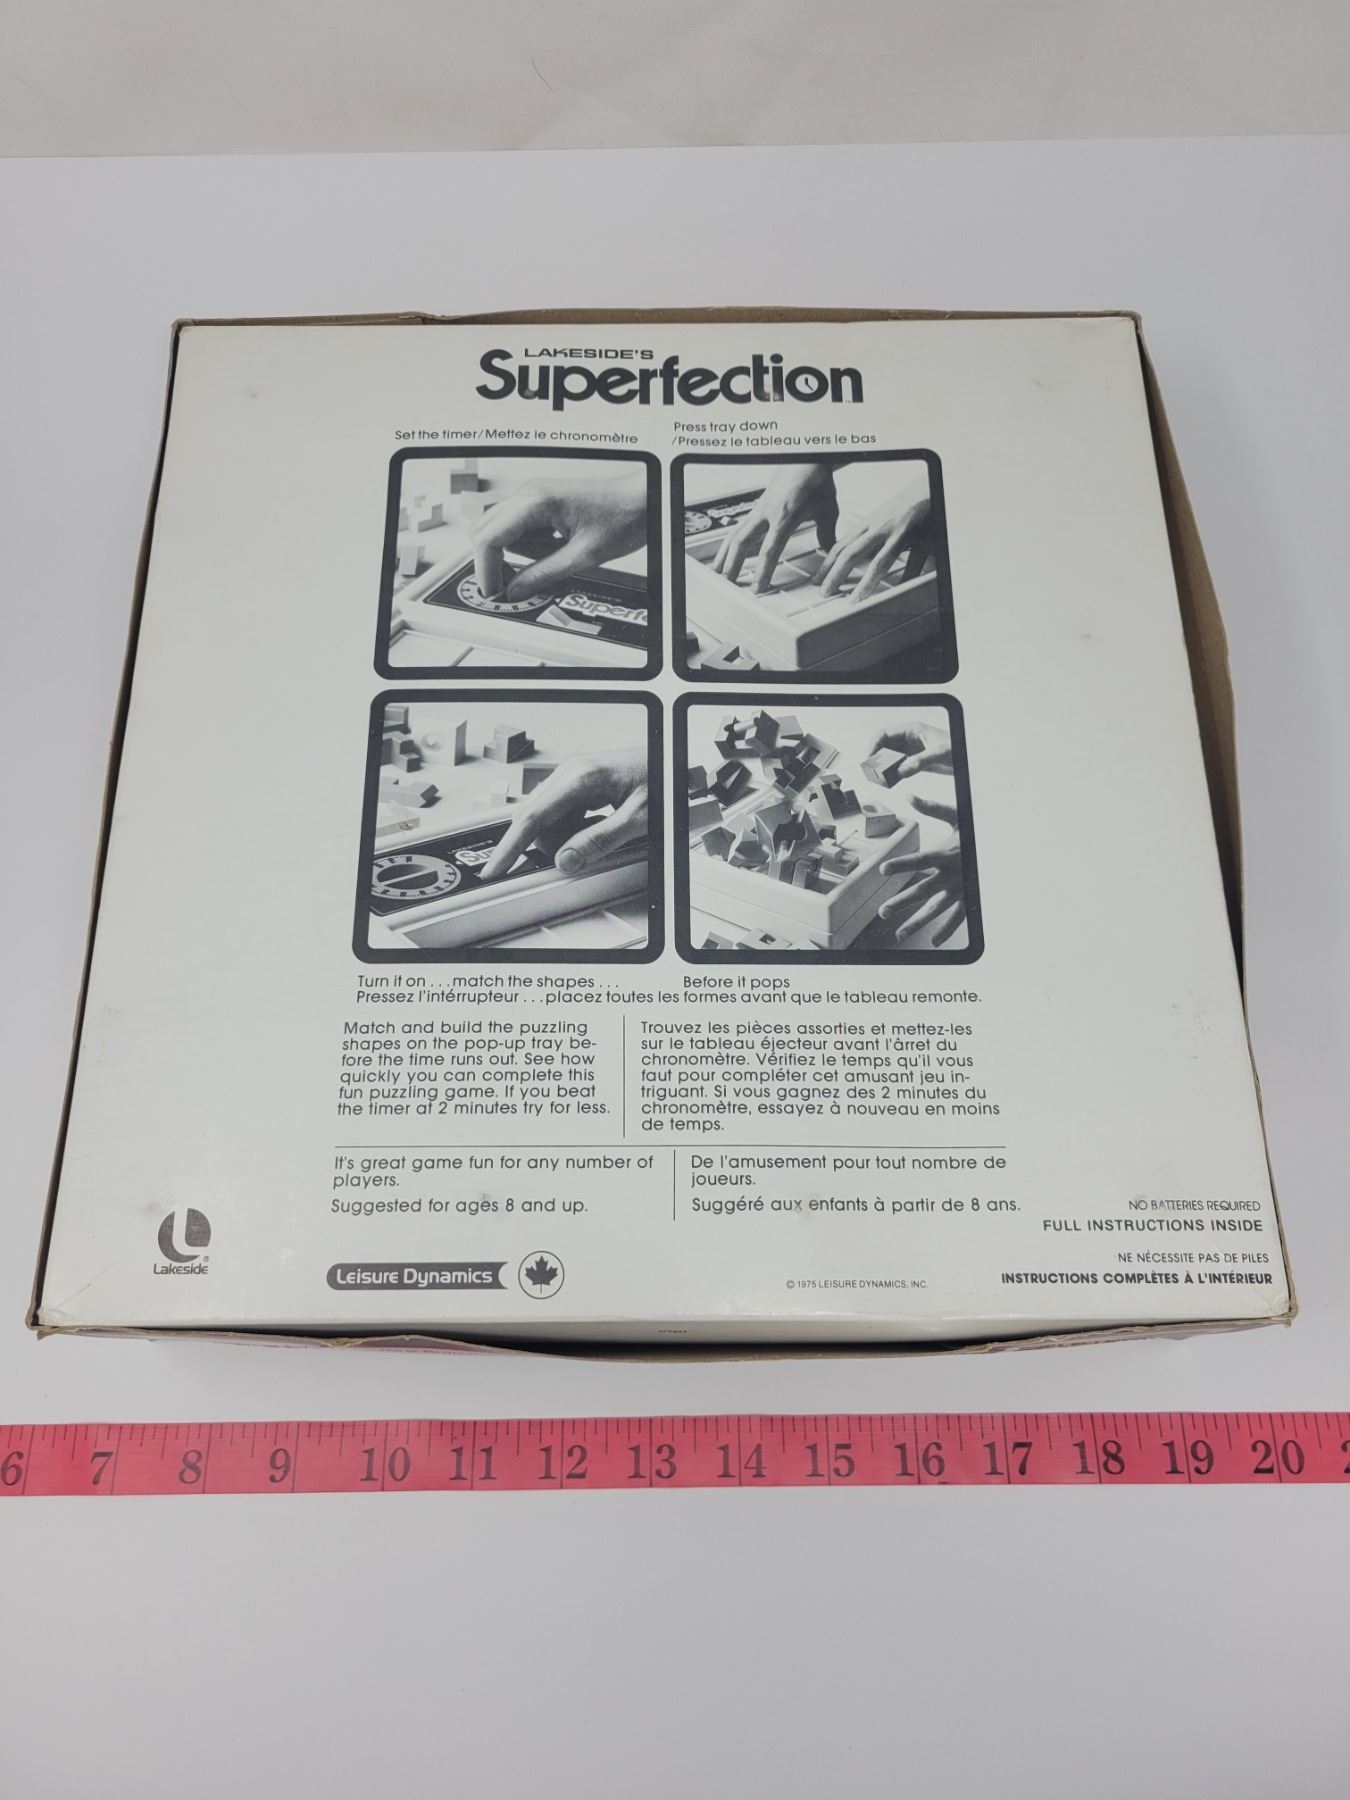 LAKESIDE'S
Superfection
Set the timer/Mettez le chronomètre
Press tray down
/Pressez le tableau vers le bas
LAKESIDE'S
Superfe
LAKESIDE'S
Turn it on . . . match the shapes . . .
Before it pops
Pressez l'intérrupteur . . . placez toutes les formes avant que le tableau remonte.
Match and build the puzzling
shapes on the pop-up tray be-
fore the time runs out. See how
quickly you can complete this
fun puzzling game. If you beat
the timer at 2 minutes try for less.
Trouvez les pièces assorties et mettez-les
sur le tableau éjecteur avant l'ârret du
chronomètre. Vérifiez le temps qu'il vous
faut pour compléter cet amusant jeu in-
triguant. Si vous gagnez des 2 minutes du
chronomètre, essayez à nouveau en moins
de temps.
It's great game fun for any number of
players.
Suggested for ages 8 and up.
De l'amusement pour tout nombre de
joueurs.
Suggéré aux enfants à partir de 8 ans.
NO BATTERIES REQUIRED
FULL INSTRUCTIONS INSIDE
NE NÉCESSITE PAS DE PILES
INSTRUCTIONS COMPLÈTES À L'INTÉRIEUR
L
®
Lakeside
Leisure Dynamics
© 1975 LEISURE DYNAMICS, INC.
6 7 8 9 10 11 12 13 14 15 16 17 18 19 20